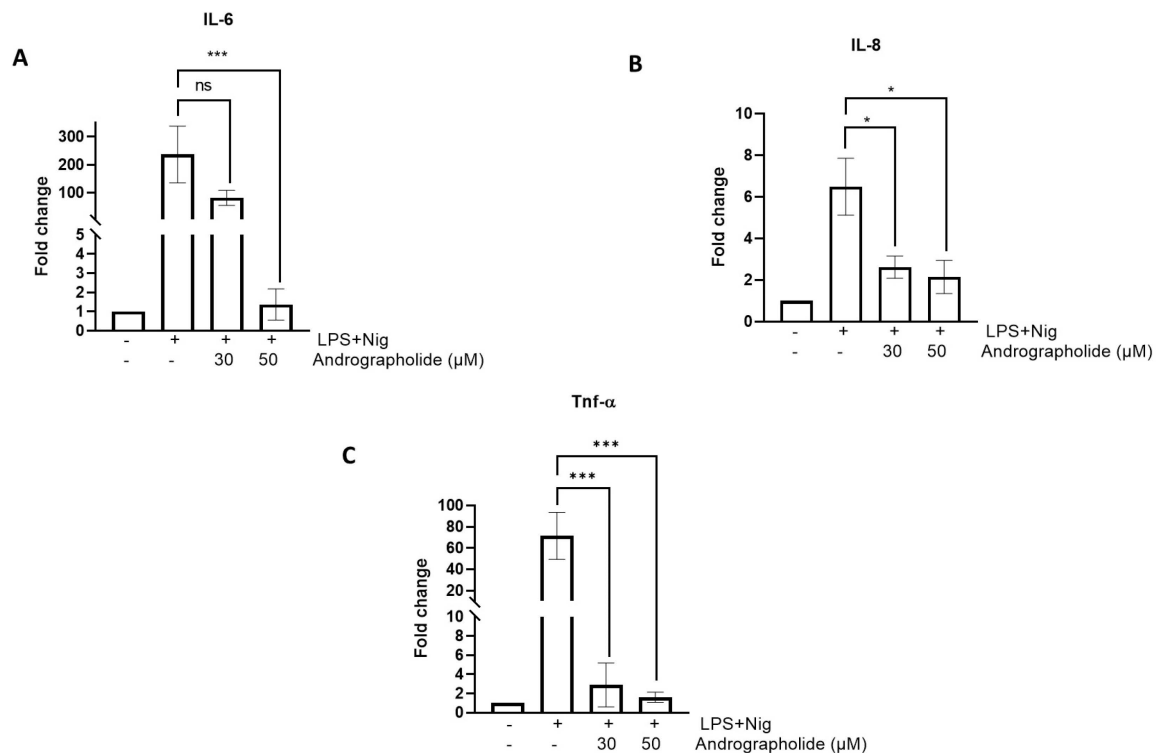 A
IL-6
***
ns
Fold change
300
200
100
5
4
3
2
1
0
- + + + LPS+Nig
- - 30 50 Andrographolide (µM)
B
IL-8
*
*
Fold change
10
8
6
4
2
0
- + + + LPS+Nig
- - 30 50 Andrographolide (µM)
C
Tnf-α
***
***
Fold change
100
80
60
40
20
10
8
6
4
2
0
- + + + LPS+Nig
- - 30 50 Andrographolide (µM)